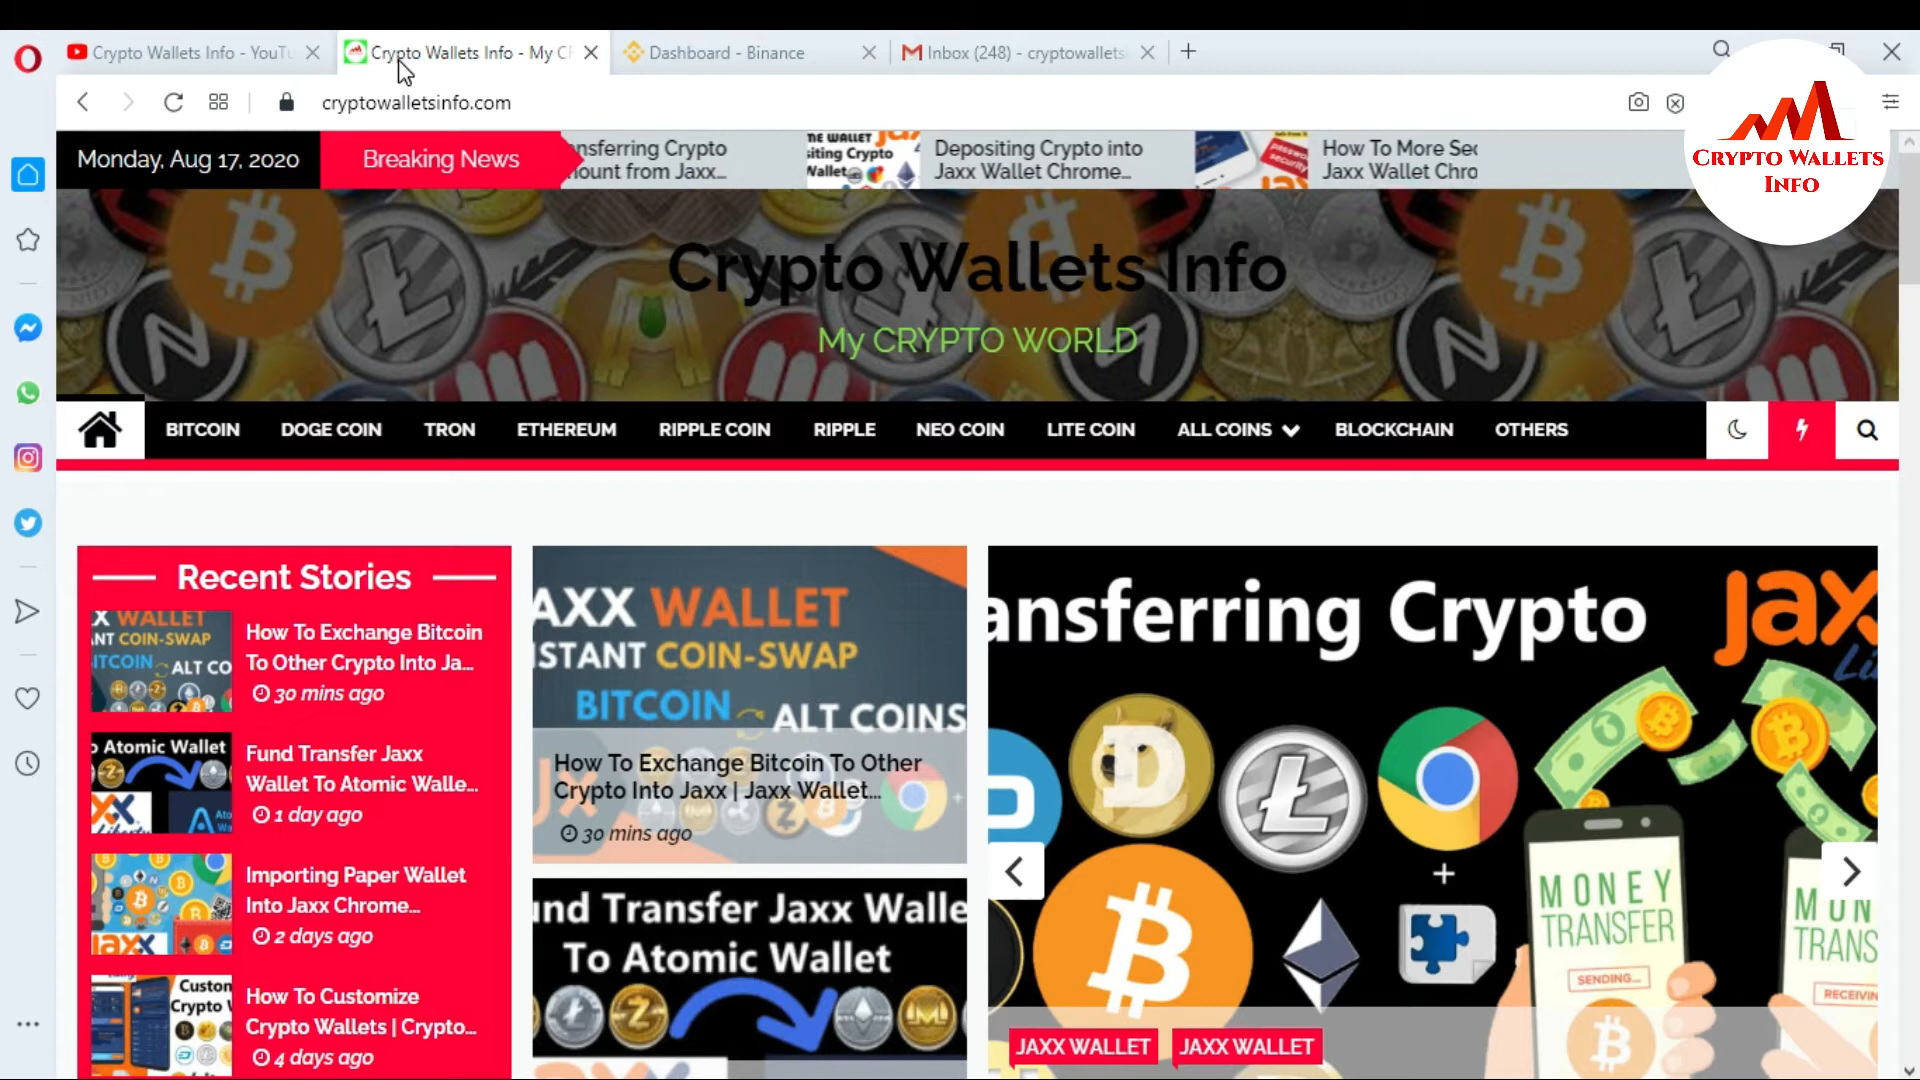 Crypto Wallets Info - YouTu
Crypto Wallets Info - My C
Dashboard - Binance
Inbox (248) - cryptowallets
cryptowalletsinfo.com
CRYPTO WALLETS
INFO
Monday, Aug 17, 2020
Breaking News
nsferring Crypto
ount from Jaxx...
Depositing Crypto into
Jaxx Wallet Chrome...
How To More Sec
Jaxx Wallet Chro
Crypto Wallets Info
My CRYPTO WORLD
BITCOIN DOGE COIN TRON ETHEREUM RIPPLE COIN RIPPLE NEO COIN LITE COIN ALL COINS BLOCKCHAIN OTHERS
Recent Stories
How To Exchange Bitcoin
To Other Crypto Into Ja...
30 mins ago
Fund Transfer Jaxx
Wallet To Atomic Walle...
1 day ago
Importing Paper Wallet
Into Jaxx Chrome...
2 days ago
How To Customize
Crypto Wallets | Crypto...
4 days ago
AXX WALLET
STANT COIN-SWAP
BITCOIN ALT COINS
How To Exchange Bitcoin To Other
Crypto Into Jaxx | Jaxx Wallet...
30 mins ago
und Transfer Jaxx Walle
To Atomic Wallet
ansferring Crypto
Jax
MONEY
TRANSFER
SENDING...
MON
TRANS
RECEIVIN
JAXX WALLET JAXX WALLET